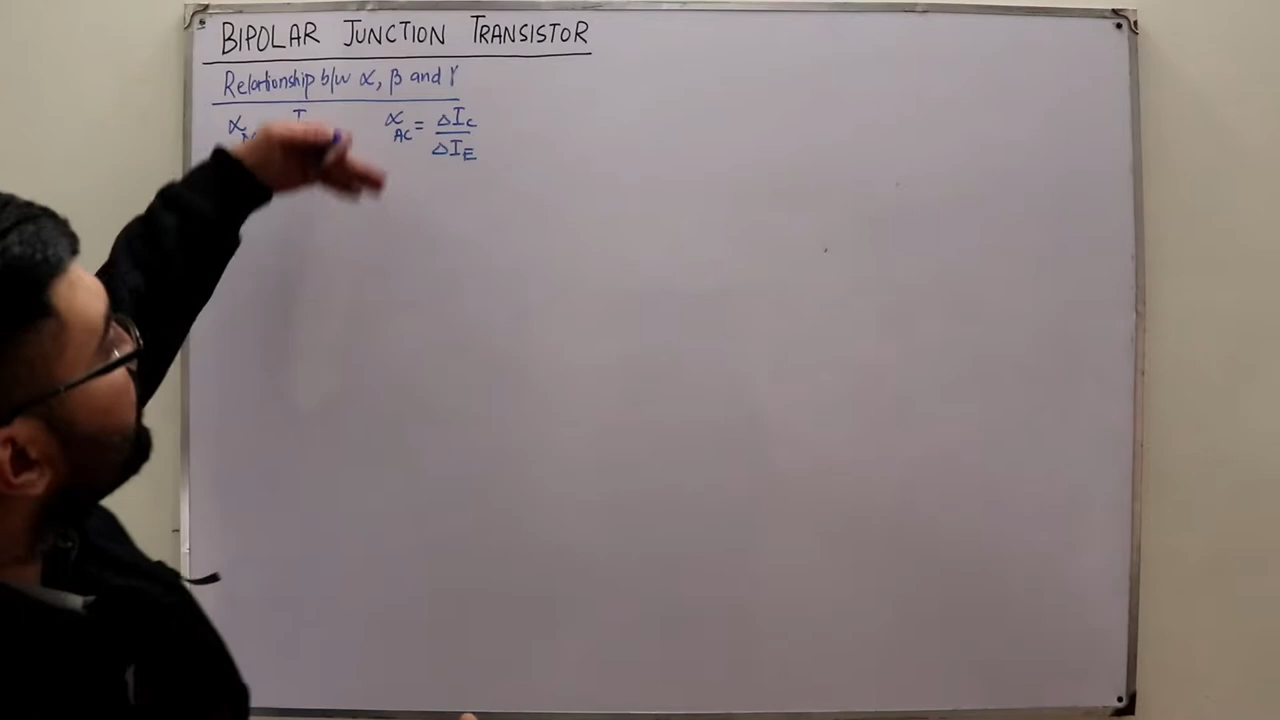 BIPOLAR JUNCTION TRANSISTOR
Relationship b/w α, β and γ
α I α AC = ΔIC
ΔIE